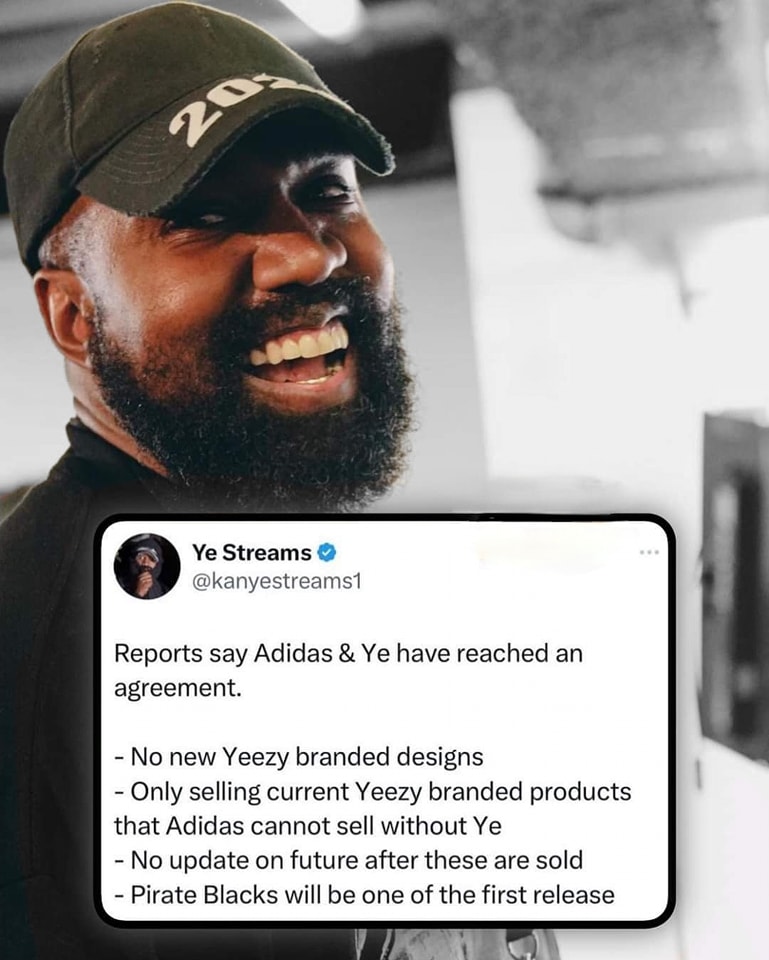 202
Ye Streams
@kanyestreams1
Reports say Adidas & Ye have reached an
agreement.
- No new Yeezy branded designs
- Only selling current Yeezy branded products
that Adidas cannot sell without Ye
- No update on future after these are sold
- Pirate Blacks will be one of the first release